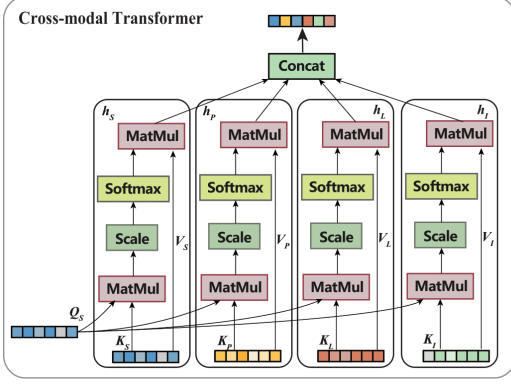 Cross-modal Transformer
Concat
h_S h_P h_L h_I
MatMul MatMul MatMul MatMul
Softmax Softmax Softmax Softmax
Scale Scale Scale Scale
V_S V_P V_L V_I
MatMul MatMul MatMul MatMul
Q_S
K_S K_P K_L K_I